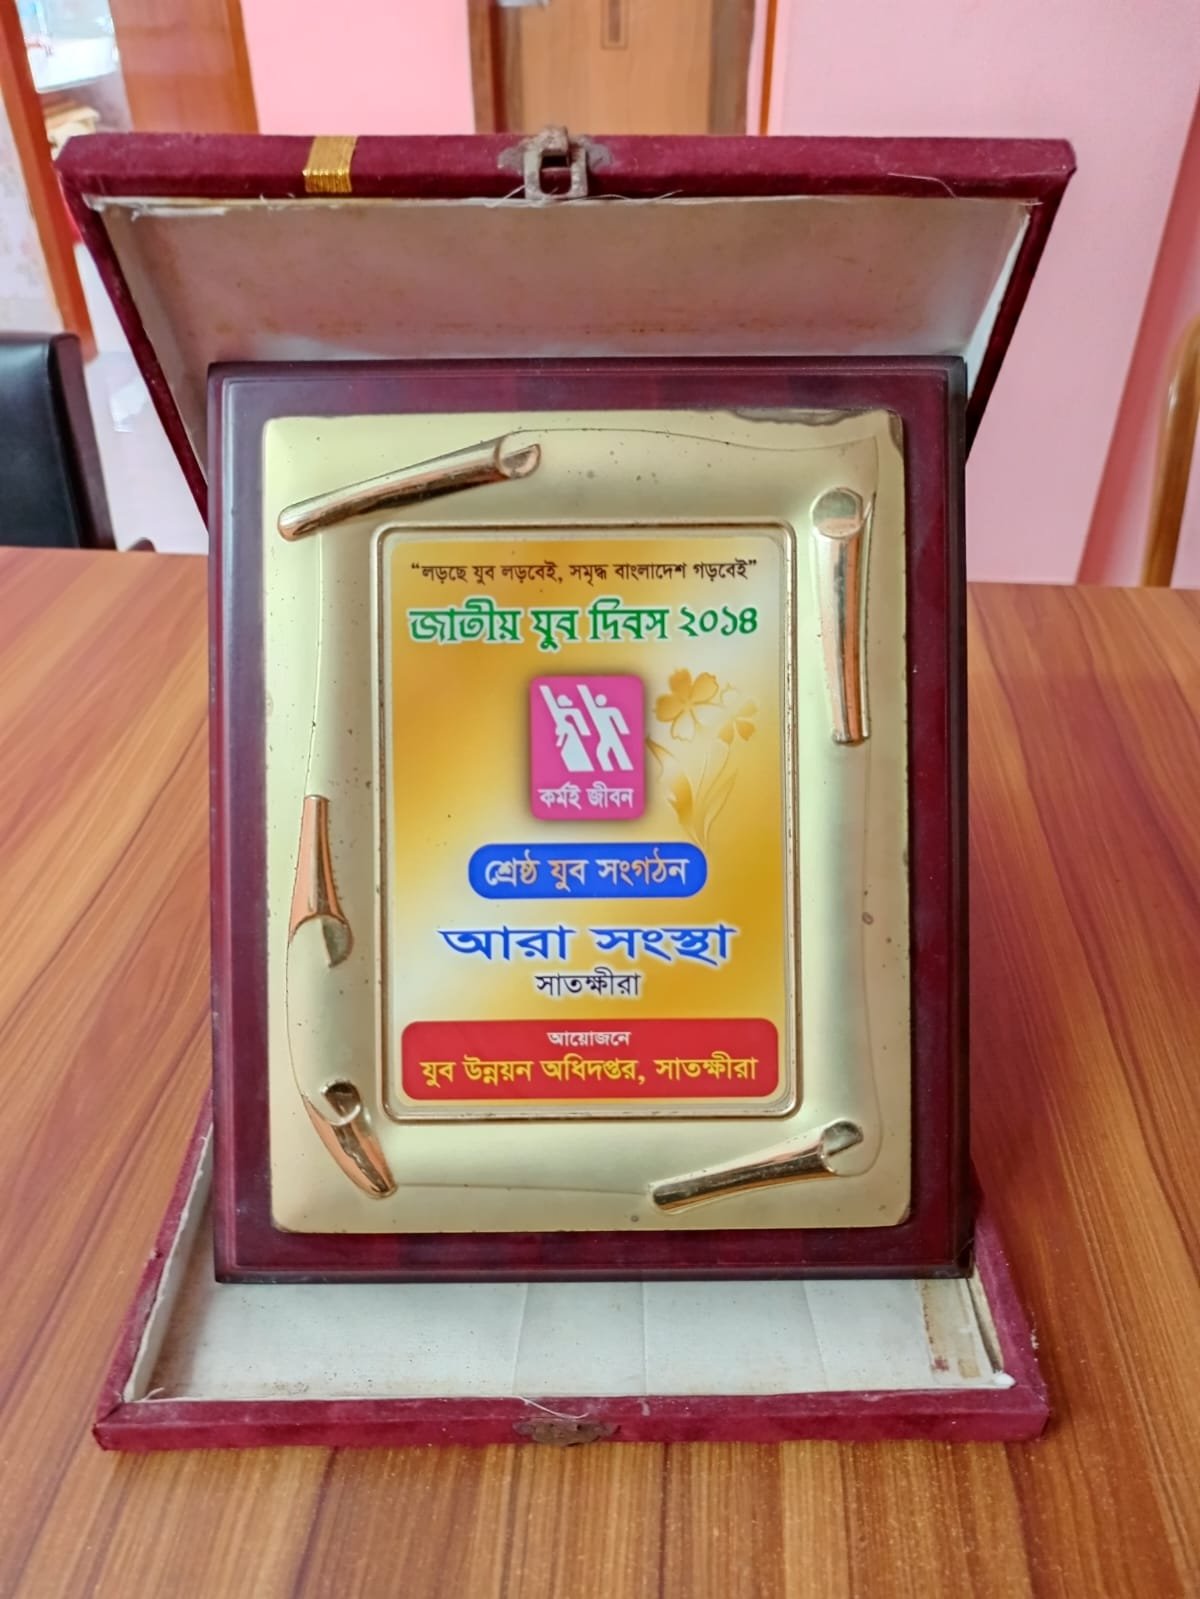 “লড়ছে যুব লড়বেই, সমৃদ্ধ বাংলাদেশ গড়বেই”
জাতীয় যুব দিবস ২০১৪
কর্মই জীবন
শ্রেষ্ঠ যুব সংগঠন
আরা সংস্থা
সাতক্ষীরা
আয়োজনে
যুব উন্নয়ন অধিদপ্তর, সাতক্ষীরা